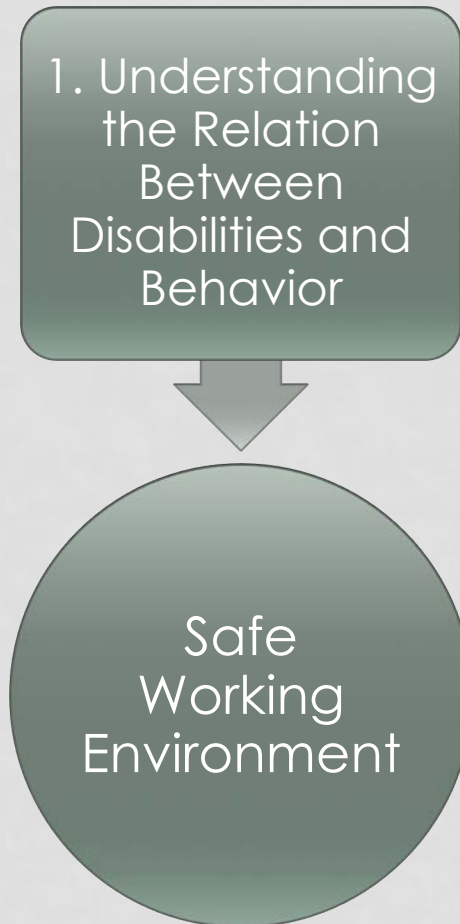 1. Understanding
the Relation
Between
Disabilities and
Behavior
Safe
Working
Environment